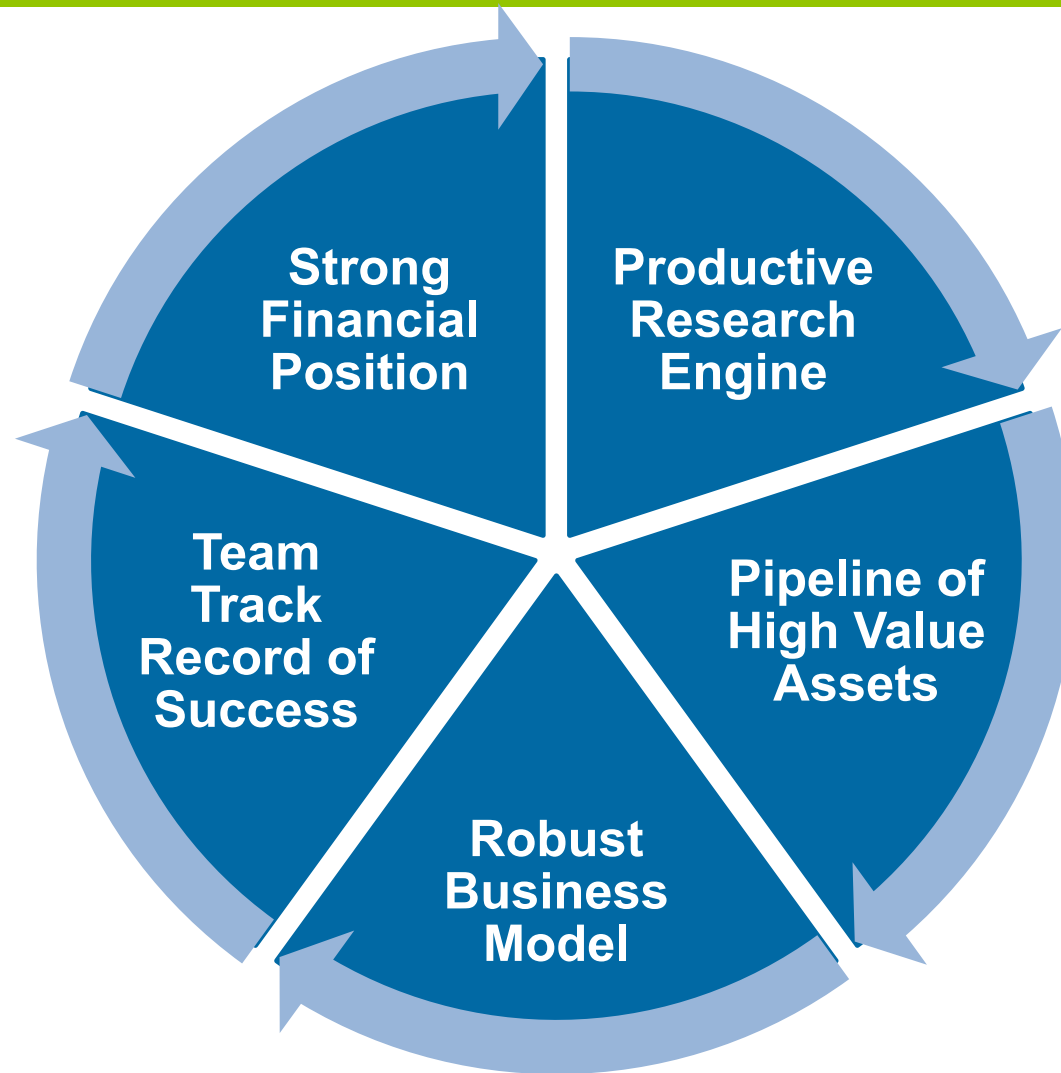 Strong
Financial
Position
Productive
Research
Engine
Team
Track
Record of
Success
Pipeline of
High Value
Assets
Robust
Business
Model